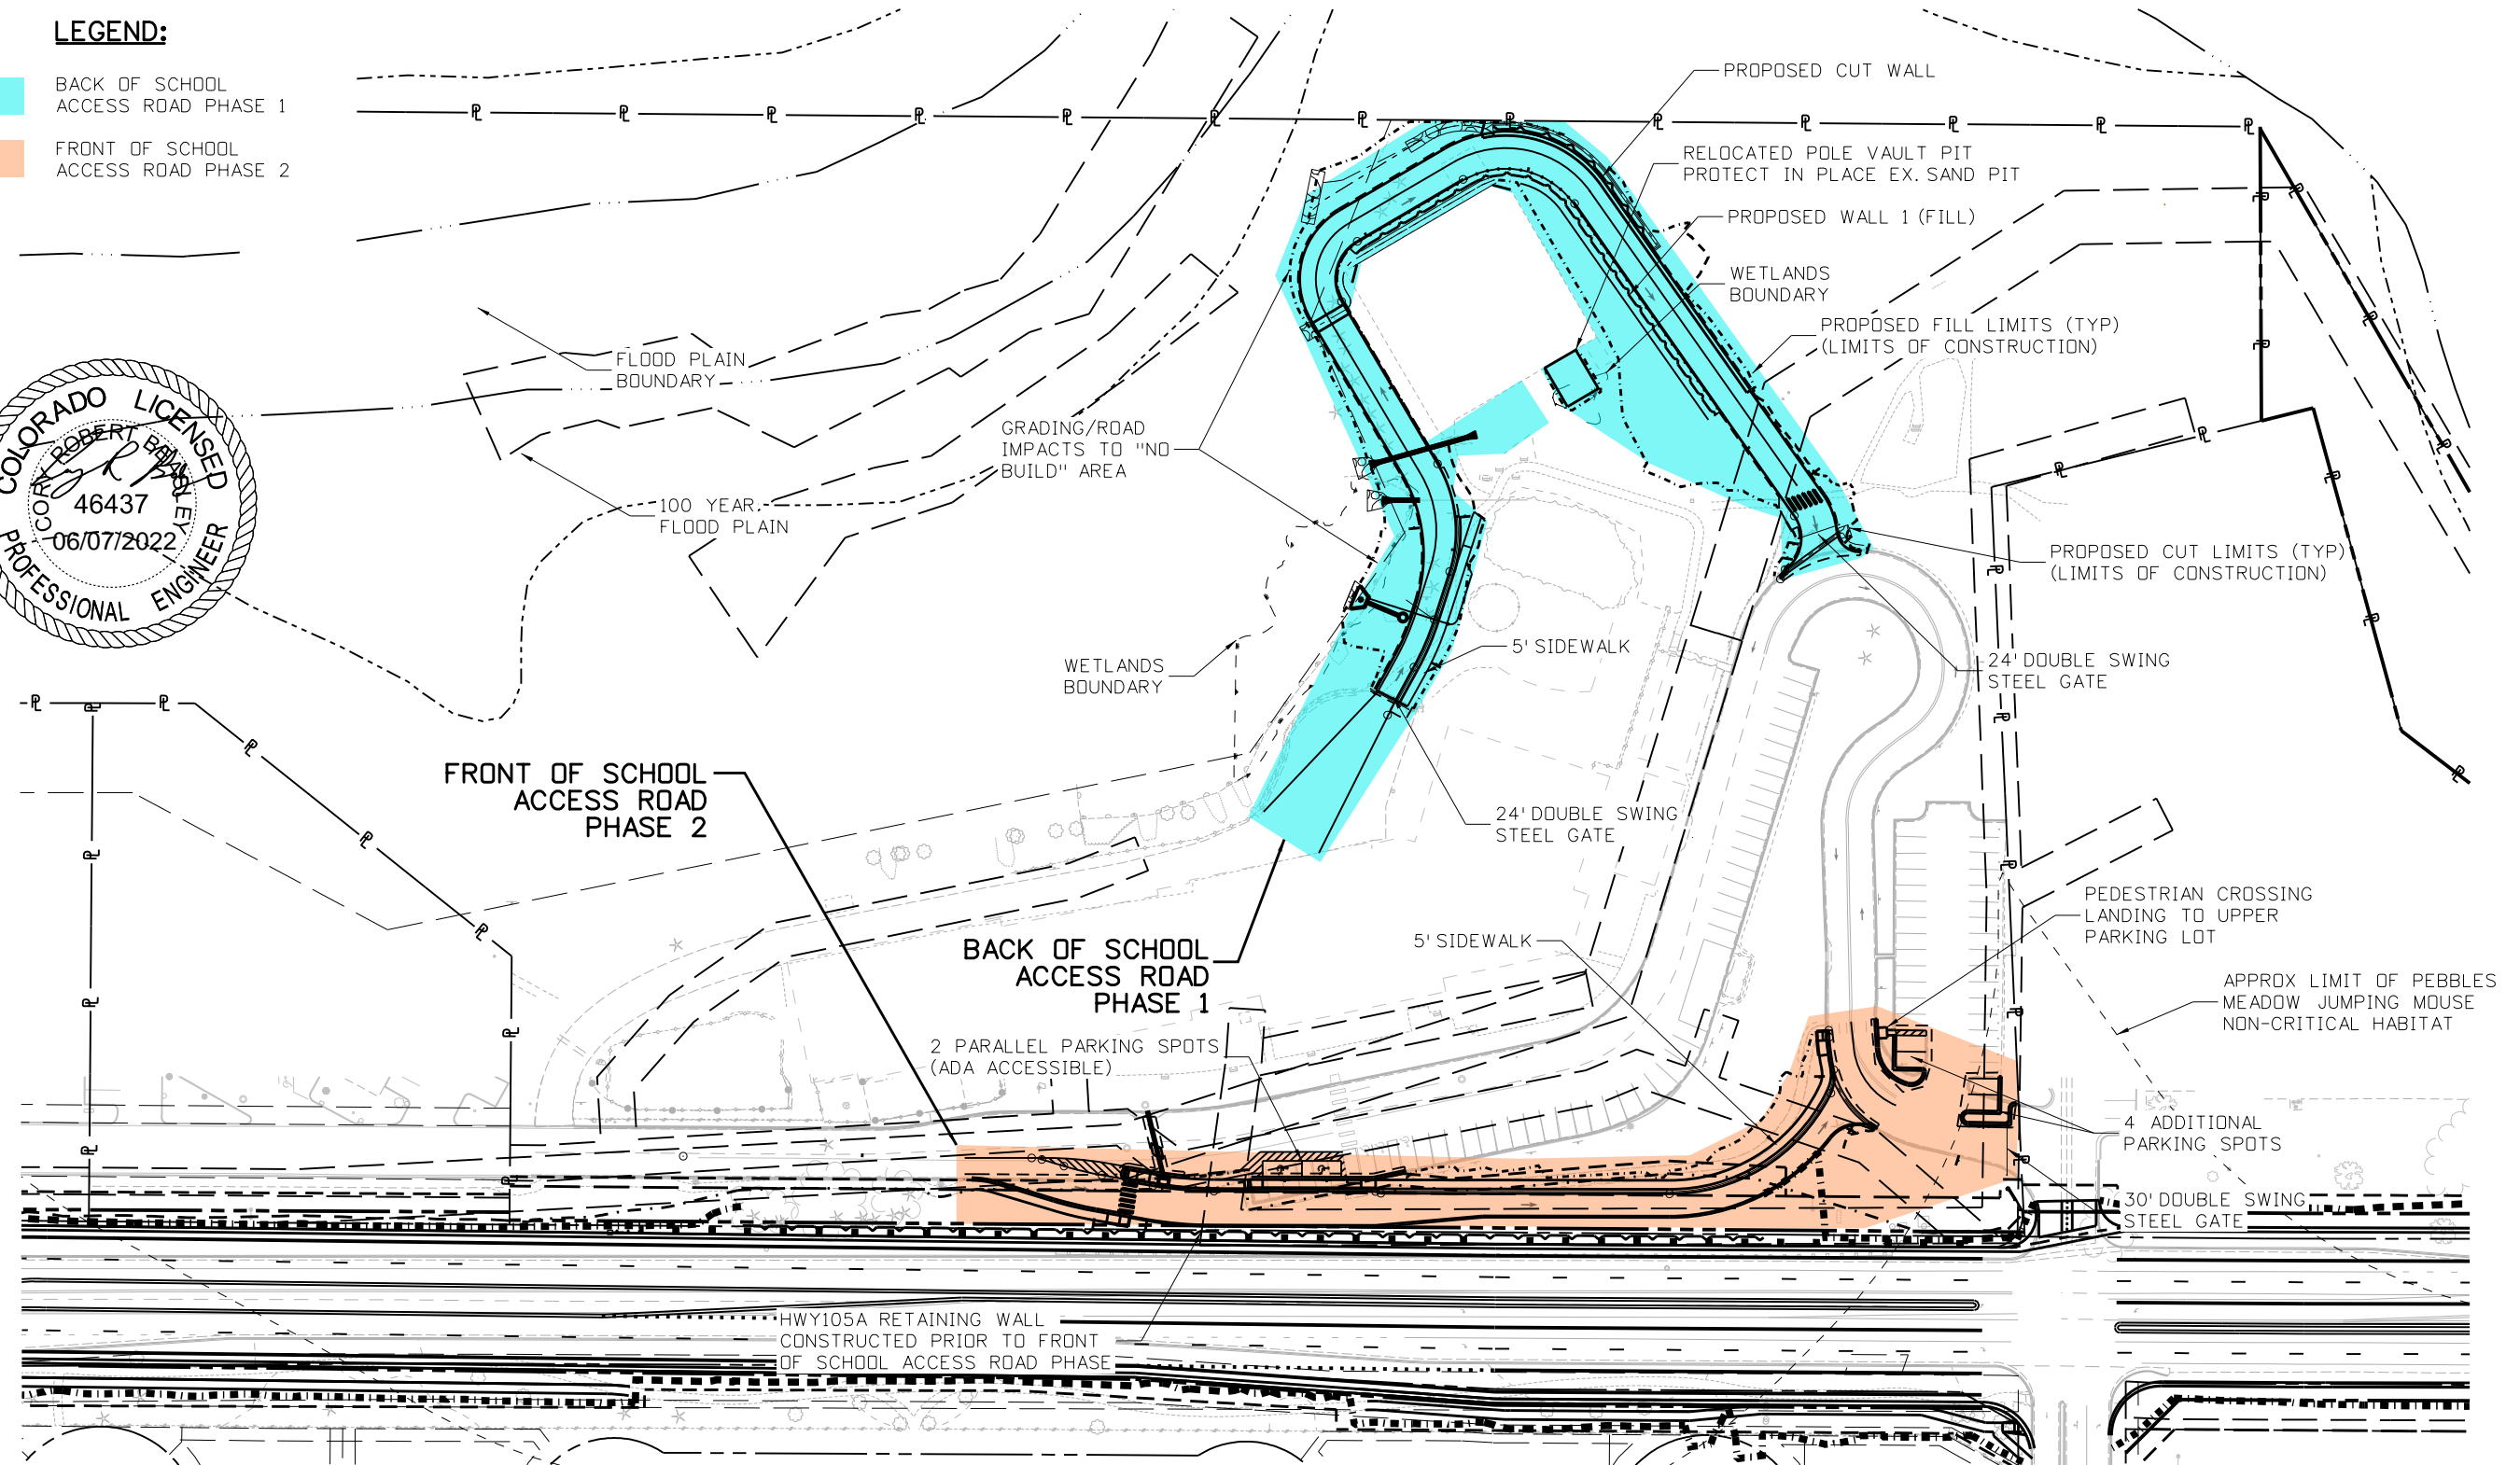 LEGEND:
BACK OF SCHOOL
ACCESS ROAD PHASE 1
FRONT OF SCHOOL
ACCESS ROAD PHASE 2
PROPOSED CUT WALL
RELOCATED POLE VAULT PIT
PROTECT IN PLACE EX. SAND PIT
PROPOSED WALL 1 (FILL)
WETLANDS
BOUNDARY
PROPOSED FILL LIMITS (TYP)
(LIMITS OF CONSTRUCTION)
FLOOD PLAIN
BOUNDARY
GRADING/ROAD
IMPACTS TO "NO
BUILD" AREA
100 YEAR
FLOOD PLAIN
COLORADO LICENSED
CORY ROBERT BEASLEY
46437
06/07/2022
PROFESSIONAL ENGINEER
PROPOSED CUT LIMITS (TYP)
(LIMITS OF CONSTRUCTION)
5' SIDEWALK
24' DOUBLE SWING
STEEL GATE
WETLANDS
BOUNDARY
FRONT OF SCHOOL
ACCESS ROAD
PHASE 2
24' DOUBLE SWING
STEEL GATE
PEDESTRIAN CROSSING
LANDING TO UPPER
PARKING LOT
5' SIDEWALK
BACK OF SCHOOL
ACCESS ROAD
PHASE 1
APPROX LIMIT OF PEBBLES
MEADOW JUMPING MOUSE
NON-CRITICAL HABITAT
2 PARALLEL PARKING SPOTS
(ADA ACCESSIBLE)
4 ADDITIONAL
PARKING SPOTS
30' DOUBLE SWING
STEEL GATE
HWY105A RETAINING WALL
CONSTRUCTED PRIOR TO FRONT
OF SCHOOL ACCESS ROAD PHASE